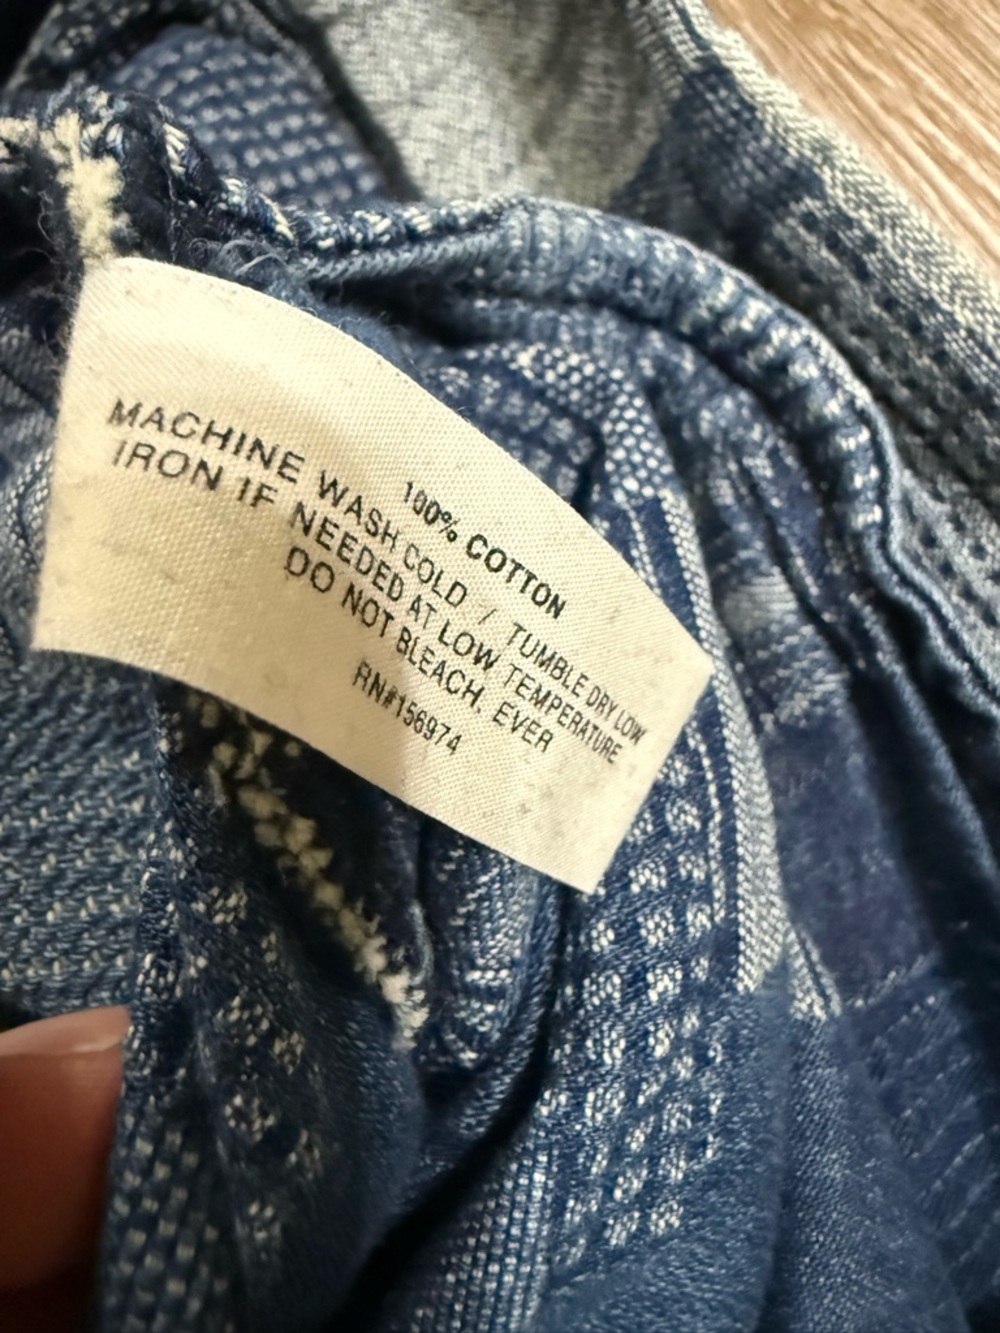 100% COTTON
MACHINE WASH COLD / TUMBLE DRY LOW
IRON IF NEEDED AT LOW TEMPERATURE
DO NOT BLEACH. EVER
RN#156974